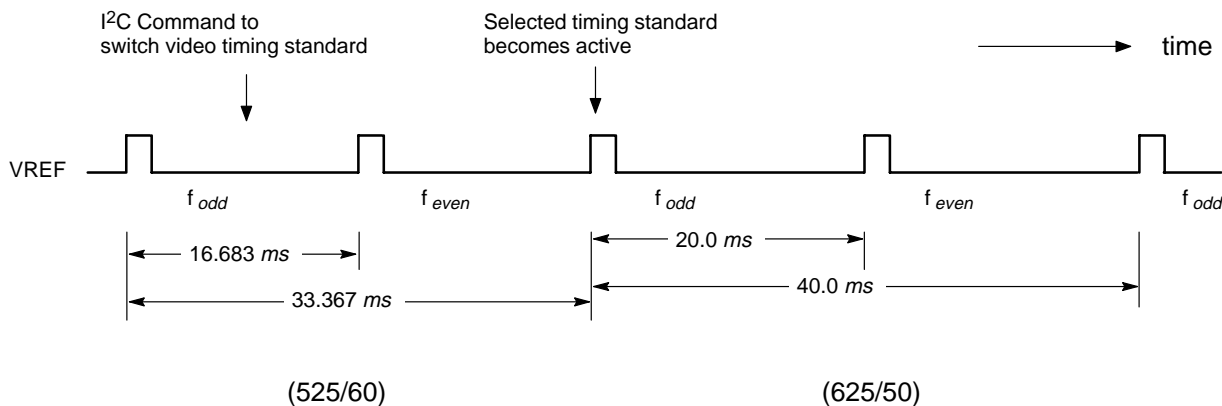 I²C Command to
switch video timing standard
Selected timing standard
becomes active
time
VREF
f odd
f even
f odd
f even
f odd
16.683 ms
20.0 ms
33.367 ms
40.0 ms
(525/60)
(625/50)